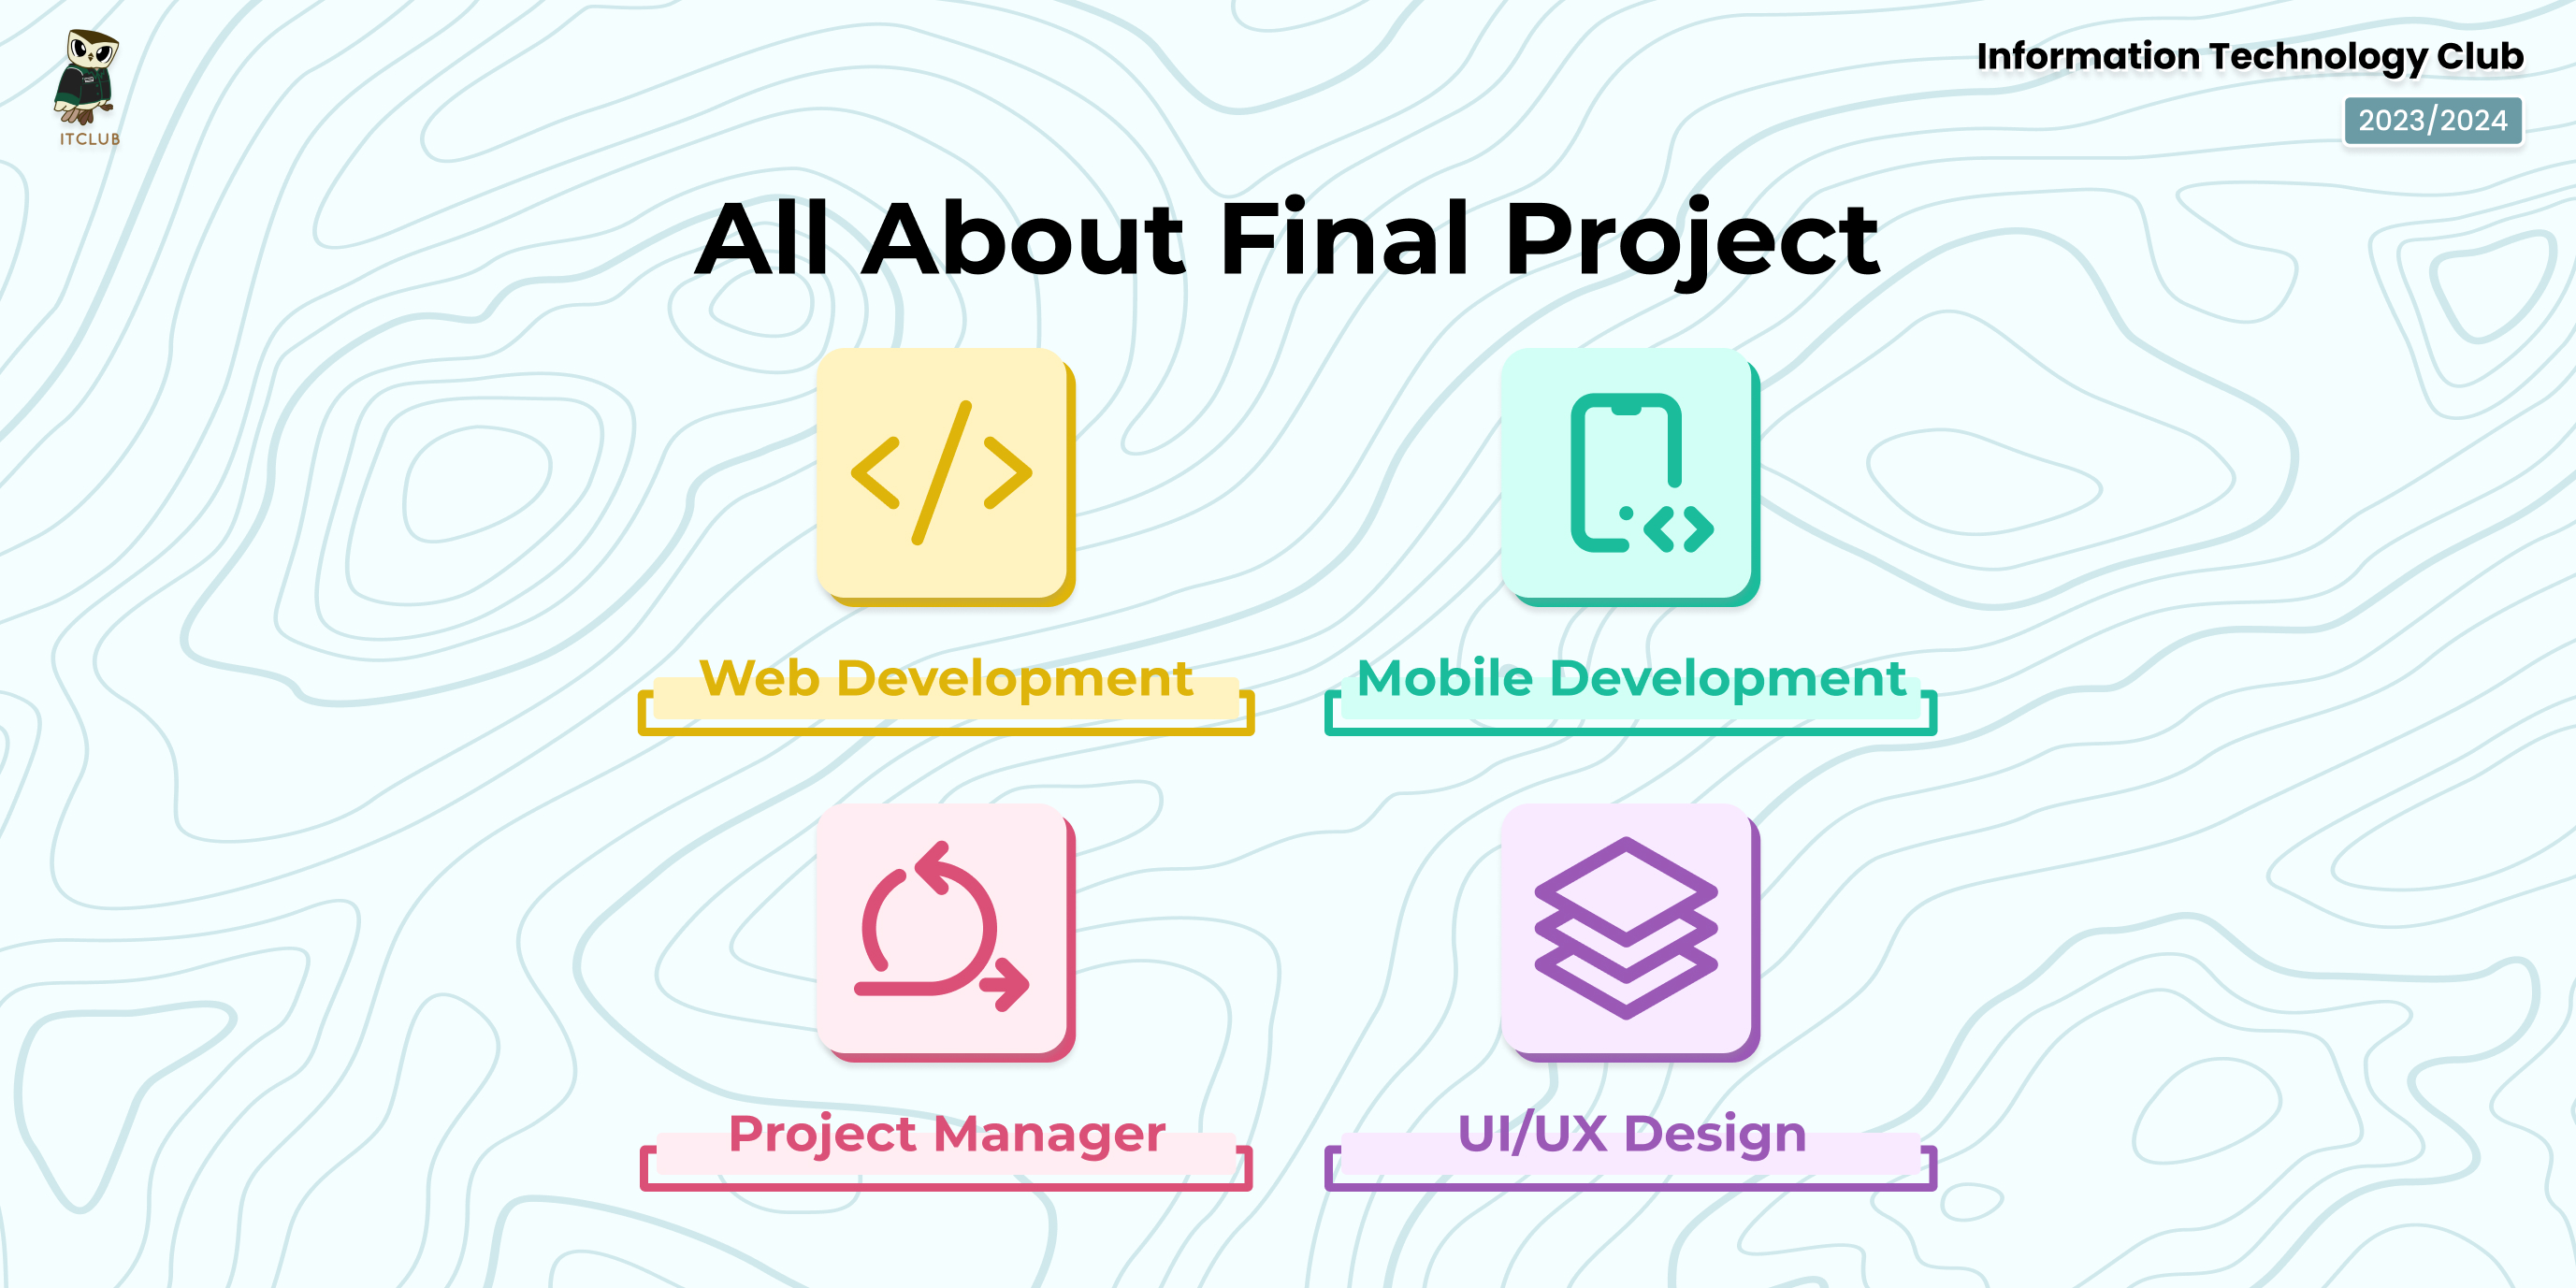 ITCLUB
Information Technology Club
2023/2024
All About Final Project
Web Development
Mobile Development
Project Manager
UI/UX Design